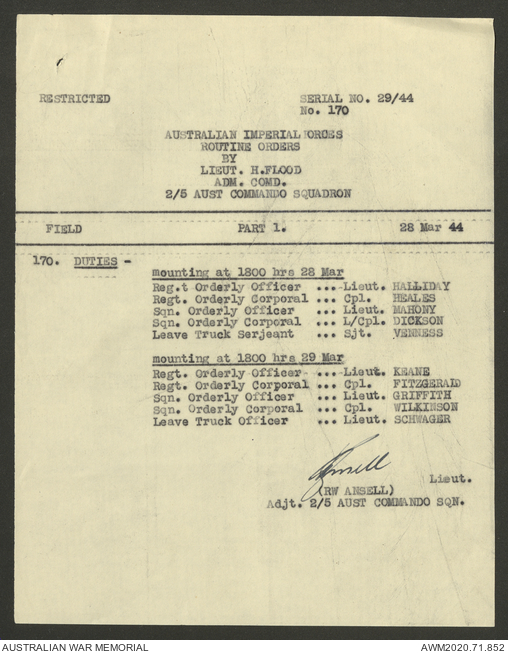 RESTRICTED SERIAL NO. 29/44
No. 170
AUSTRALIAN IMPERIAL FORCES
ROUTINE ORDERS
BY
LIEUT. H.FLOOD
ADM. COMD.
2/5 AUST COMMANDO SQUADRON
FIELD PART 1. 28 Mar 44
170. DUTIES -
mounting at 1800 hrs 28 Mar
Reg.t Orderly Officer ...-Lieut. HALLIDAY
Regt. Orderly Corporal ... Cpl. HEALES
Sqn. Orderly Officer ... Lieut. MAHONY
Sqn. Orderly Corporal ... L/Cpl. DICKSON
Leave Truck Serjeant ... Sjt. VENNESS
mounting at 1800 hrs 29 Mar
Regt. Orderly Officer--...-Lieut. KEANE
Regt. Orderly Corporal ... Cpl. FITZGERALD
Sqn. Orderly Officer ... Lieut. GRIFFITH
Sqn. Orderly Corporal ... Cpl. WILKINSON
Leave Truck Officer ... Lieut. SCHWAGER
Ansell
Lieut.
(RW ANSELL)
Adjt. 2/5 AUST COMMANDO SQN.
AUSTRALIAN WAR MEMORIAL AWM2020.71.852